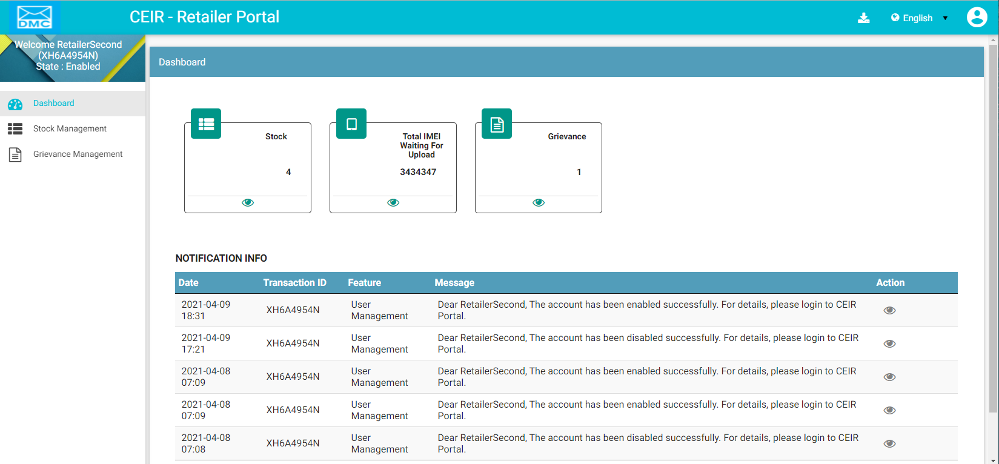 DMC
CEIR - Retailer Portal
English
Welcome RetailerSecond
(XH6A4954N)
State : Enabled
Dashboard
Stock Management
Grievance Management
Dashboard
Stock
4
Total IMEI
Waiting For
Upload
3434347
Grievance
1
NOTIFICATION INFO
Date Transaction ID Feature Message Action
2021-04-09
18:31
XH6A4954N
User
Management
Dear RetailerSecond, The account has been enabled successfully. For details, please login to CEIR
Portal.
2021-04-09
17:21
XH6A4954N
User
Management
Dear RetailerSecond, The account has been disabled successfully. For details, please login to CEIR
Portal.
2021-04-08
07:09
XH6A4954N
User
Management
Dear RetailerSecond, The account has been enabled successfully. For details, please login to CEIR
Portal.
2021-04-08
07:09
XH6A4954N
User
Management
Dear RetailerSecond, The account has been enabled successfully. For details, please login to CEIR
Portal.
2021-04-08
07:08
XH6A4954N
User
Management
Dear RetailerSecond, The account has been disabled successfully. For details, please login to CEIR
Portal.